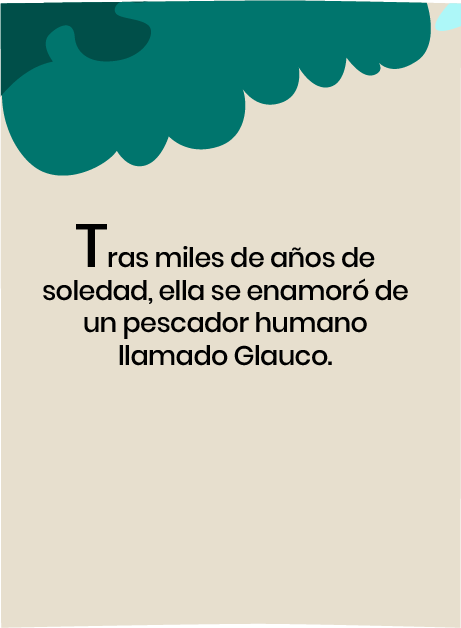 Tras miles de años de
soledad, ella se enamoró de
un pescador humano
llamado Glauco.